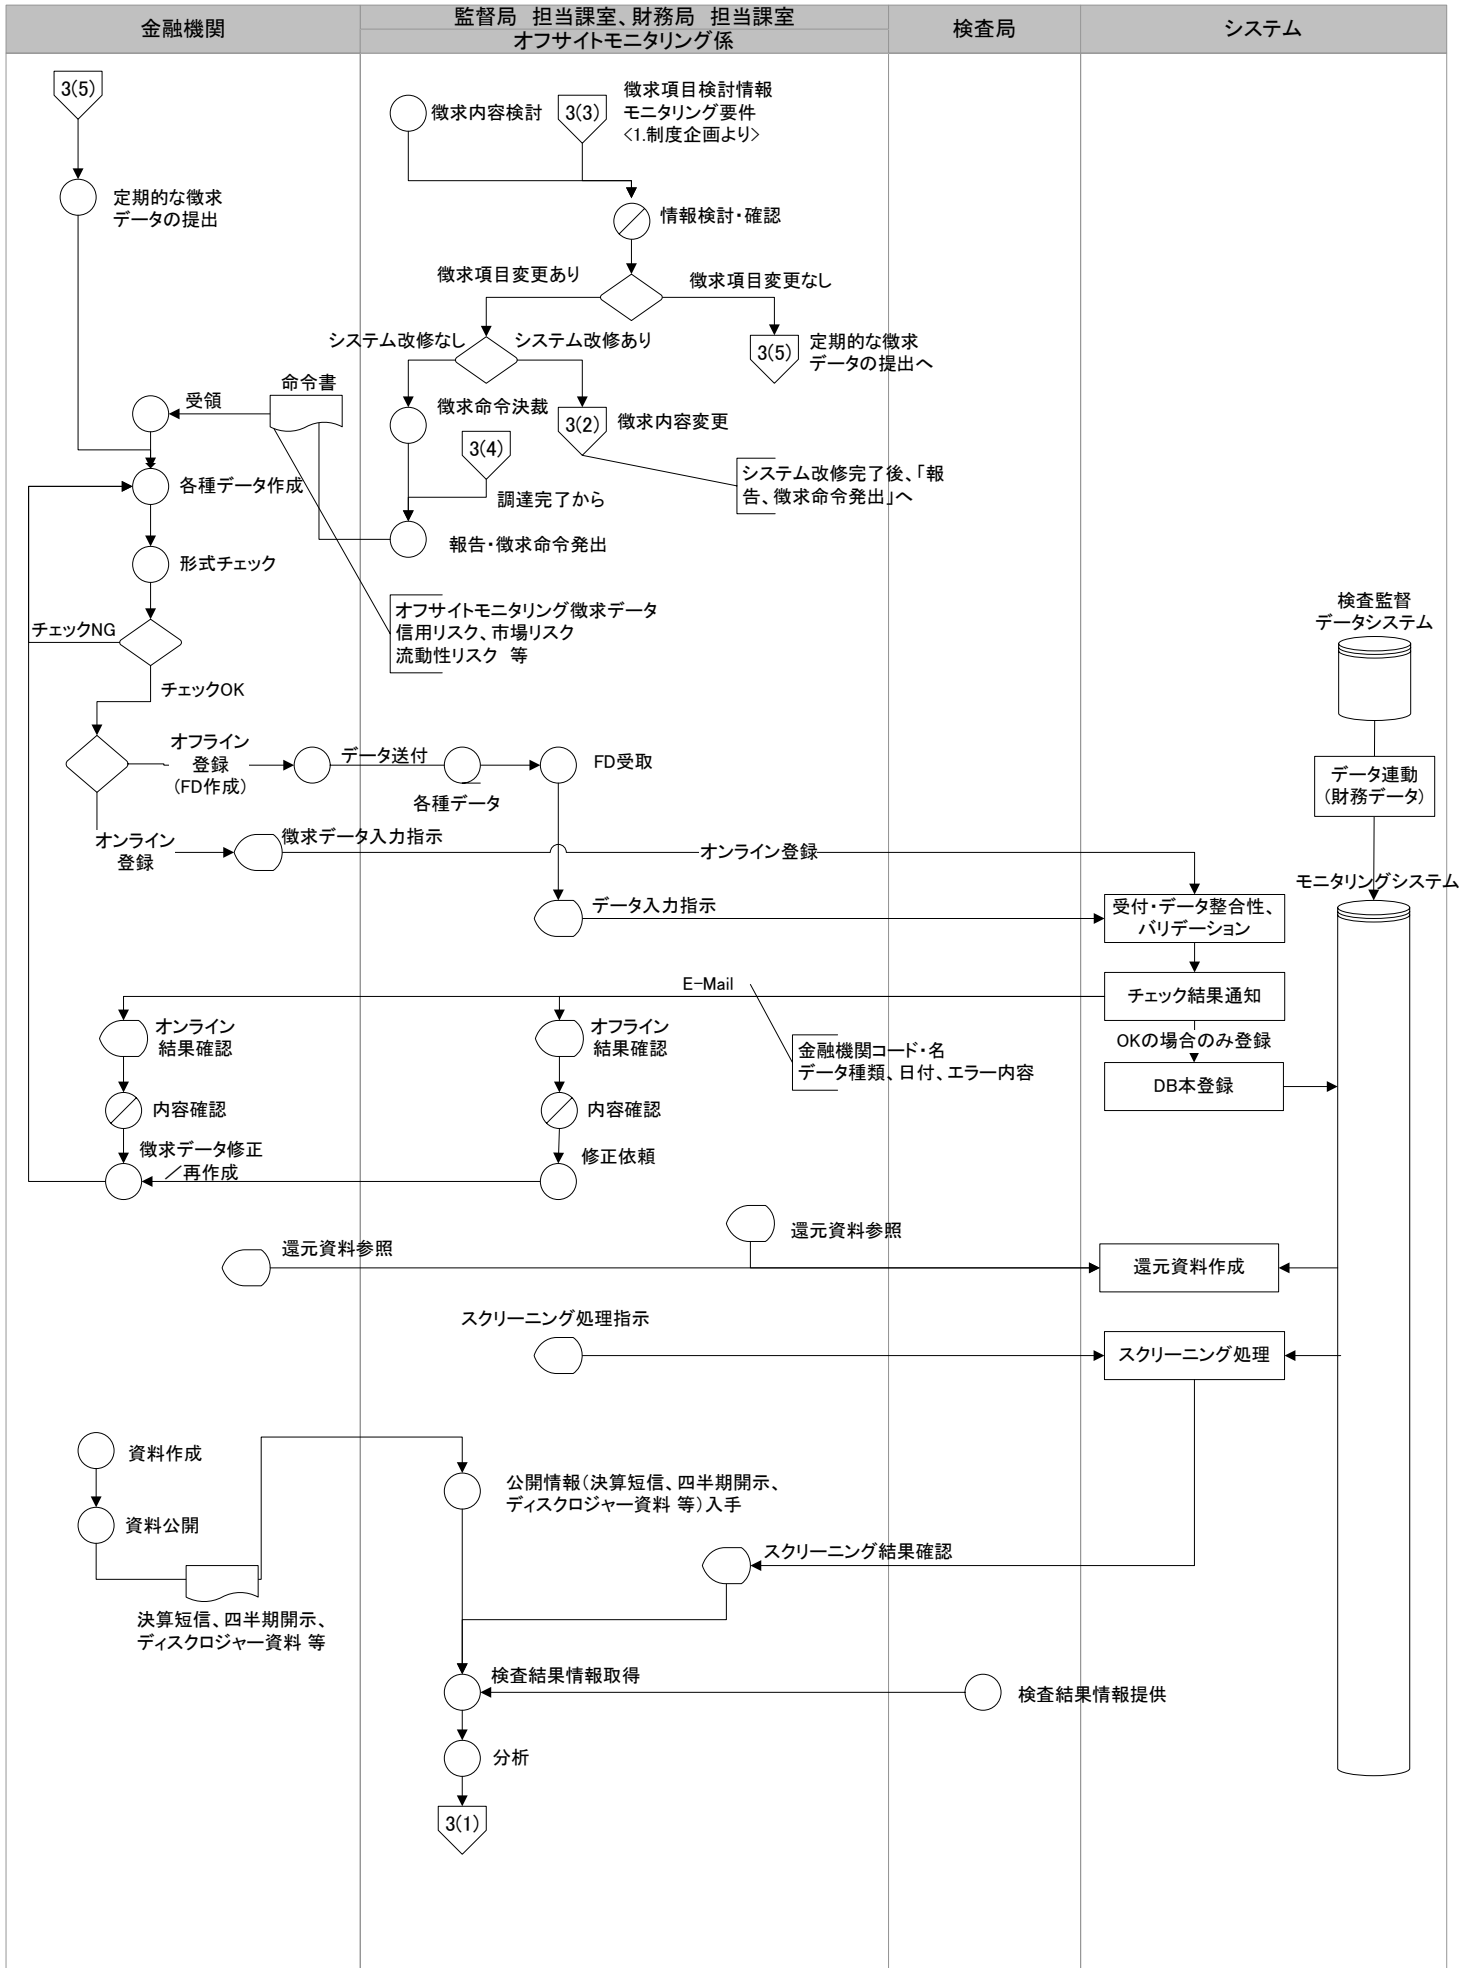 金融機関
監督局　担当課室、財務局　担当課室
オフサイトモニタリング係
検査局
システム
3(5)
定期的な徴求
データの提出
徴求内容検討
3(3)
徴求項目検討情報
モニタリング要件
<1.制度企画より>
情報検討・確認
徴求項目変更あり
徴求項目変更なし
システム改修なし
システム改修あり
3(5)
定期的な徴求
データの提出へ
命令書
受領
徴求命令決裁
3(2)
徴求内容変更
3(4)
システム改修完了後、「報
告、徴求命令発出」へ
各種データ作成
調達完了から
報告・徴求命令発出
形式チェック
オフサイトモニタリング徴求データ
信用リスク、市場リスク
流動性リスク　等
チェックNG
チェックOK
検査監督
データシステム
オフライン
登録
（FD作成）
データ送付
各種データ
FD受取
データ連動
（財務データ）
オンライン
登録
徴求データ入力指示
オンライン登録
モニタリングシステム
データ入力指示
受付・データ整合性、
バリデーション
E-Mail
チェック結果通知
オンライン
結果確認
オフライン
結果確認
金融機関コード・名
データ種類、日付、エラー内容
OKの場合のみ登録
DB本登録
内容確認
内容確認
徴求データ修正
／再作成
修正依頼
還元資料参照
還元資料参照
還元資料作成
スクリーニング処理指示
スクリーニング処理
資料作成
公開情報（決算短信、四半期開示、
ディスクロジャー資料 等）入手
資料公開
スクリーニング結果確認
決算短信、四半期開示、
ディスクロジャー資料 等
検査結果情報取得
検査結果情報提供
分析
3(1)